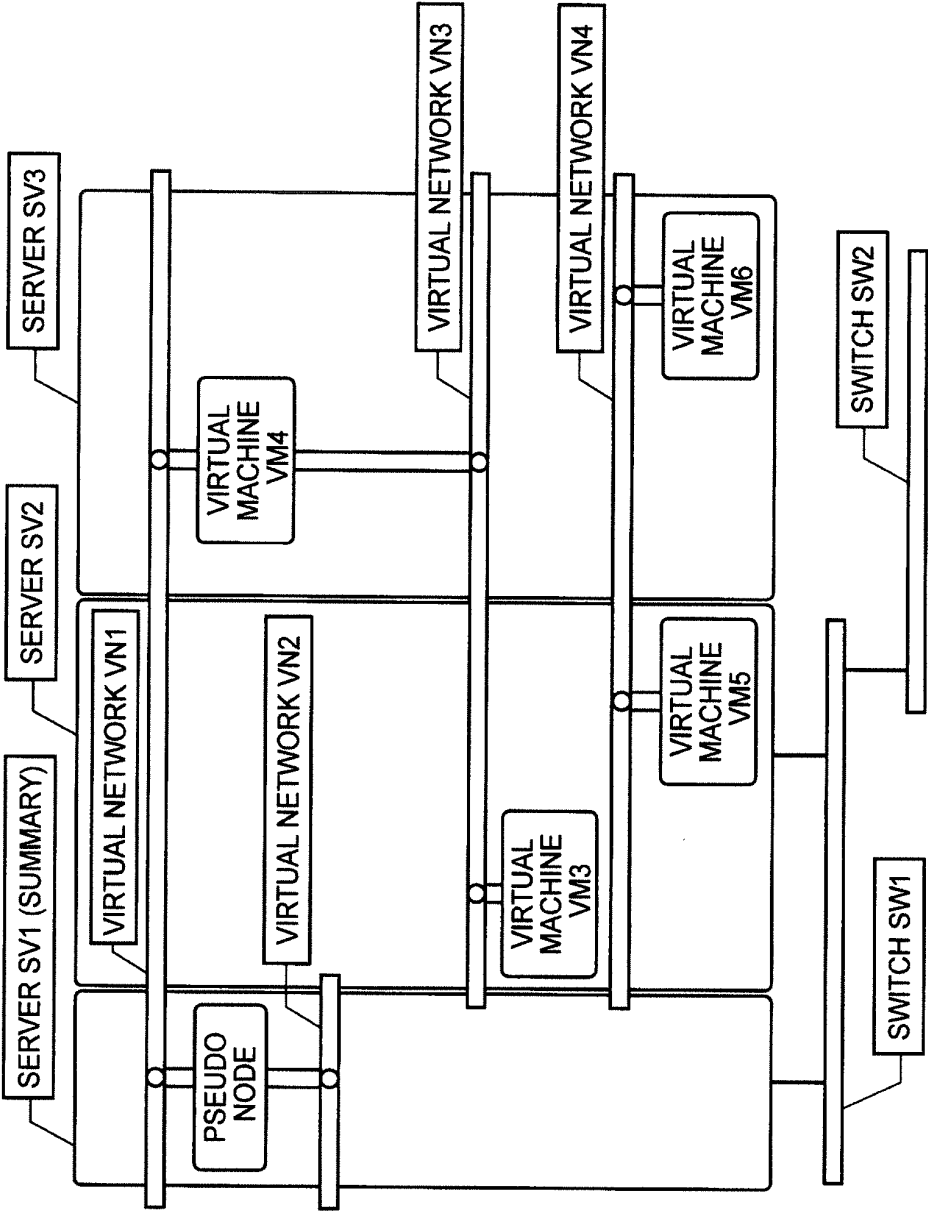 SERVER SV1 (SUMMARY)
SERVER SV2
SERVER SV3
VIRTUAL NETWORK VN1
PSEUDO
NODE
VIRTUAL NETWORK VN2
VIRTUAL
MACHINE
VM4
VIRTUAL NETWORK VN3
VIRTUAL
MACHINE
VM3
VIRTUAL NETWORK VN4
VIRTUAL
MACHINE
VM5
VIRTUAL
MACHINE
VM6
SWITCH SW1
SWITCH SW2